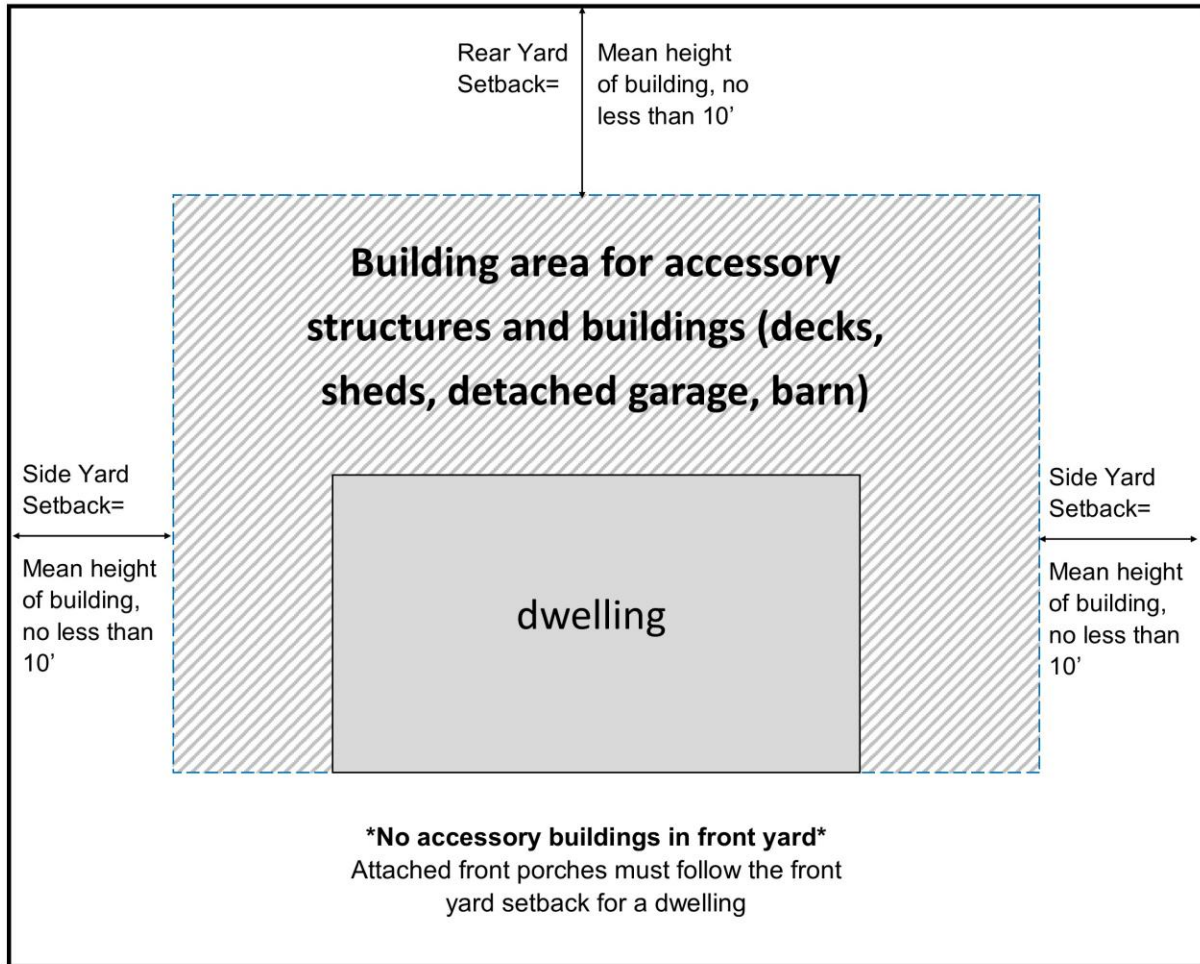 Rear Yard
Setback=
Mean height
of building, no
less than 10’
Building area for accessory
structures and buildings (decks,
sheds, detached garage, barn)
Side Yard
Setback=
Mean height
of building,
no less than
10’
dwelling
Side Yard
Setback=
Mean height
of building,
no less than
10’
*No accessory buildings in front yard*
Attached front porches must follow the front
yard setback for a dwelling